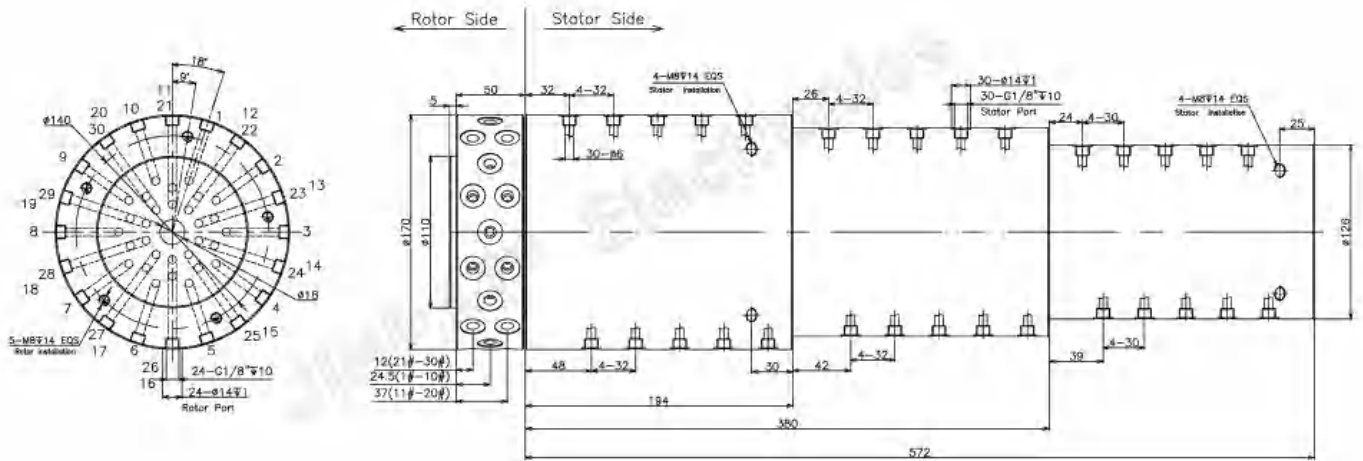 Rotor Side
Stator Side
18°
9°
11
21
1
12
22
2
23 13
3
24 14
4
25 15
5
26
16
6
27
17
7
28
18
8
29
19
9
30
20
10
ø140
ø18
5-M8↧14 EQS
Rotor Installation
24-G1/8"↧10
24-ø14↧1
Rotor Port
50
5
32
4-32
4-M8↧14 EQS
Stator Installation
26
4-32
30-ø14↧1
30-G1/8"↧10
Stator Port
24
4-30
4-M8↧14 EQS
Stator Installation
25
30-ø6
ø170
ø110
ø126
12(21#-30#)
24.5(1#-10#)
37(11#-20#)
48
4-32
30
42
4-32
39
4-30
194
380
572